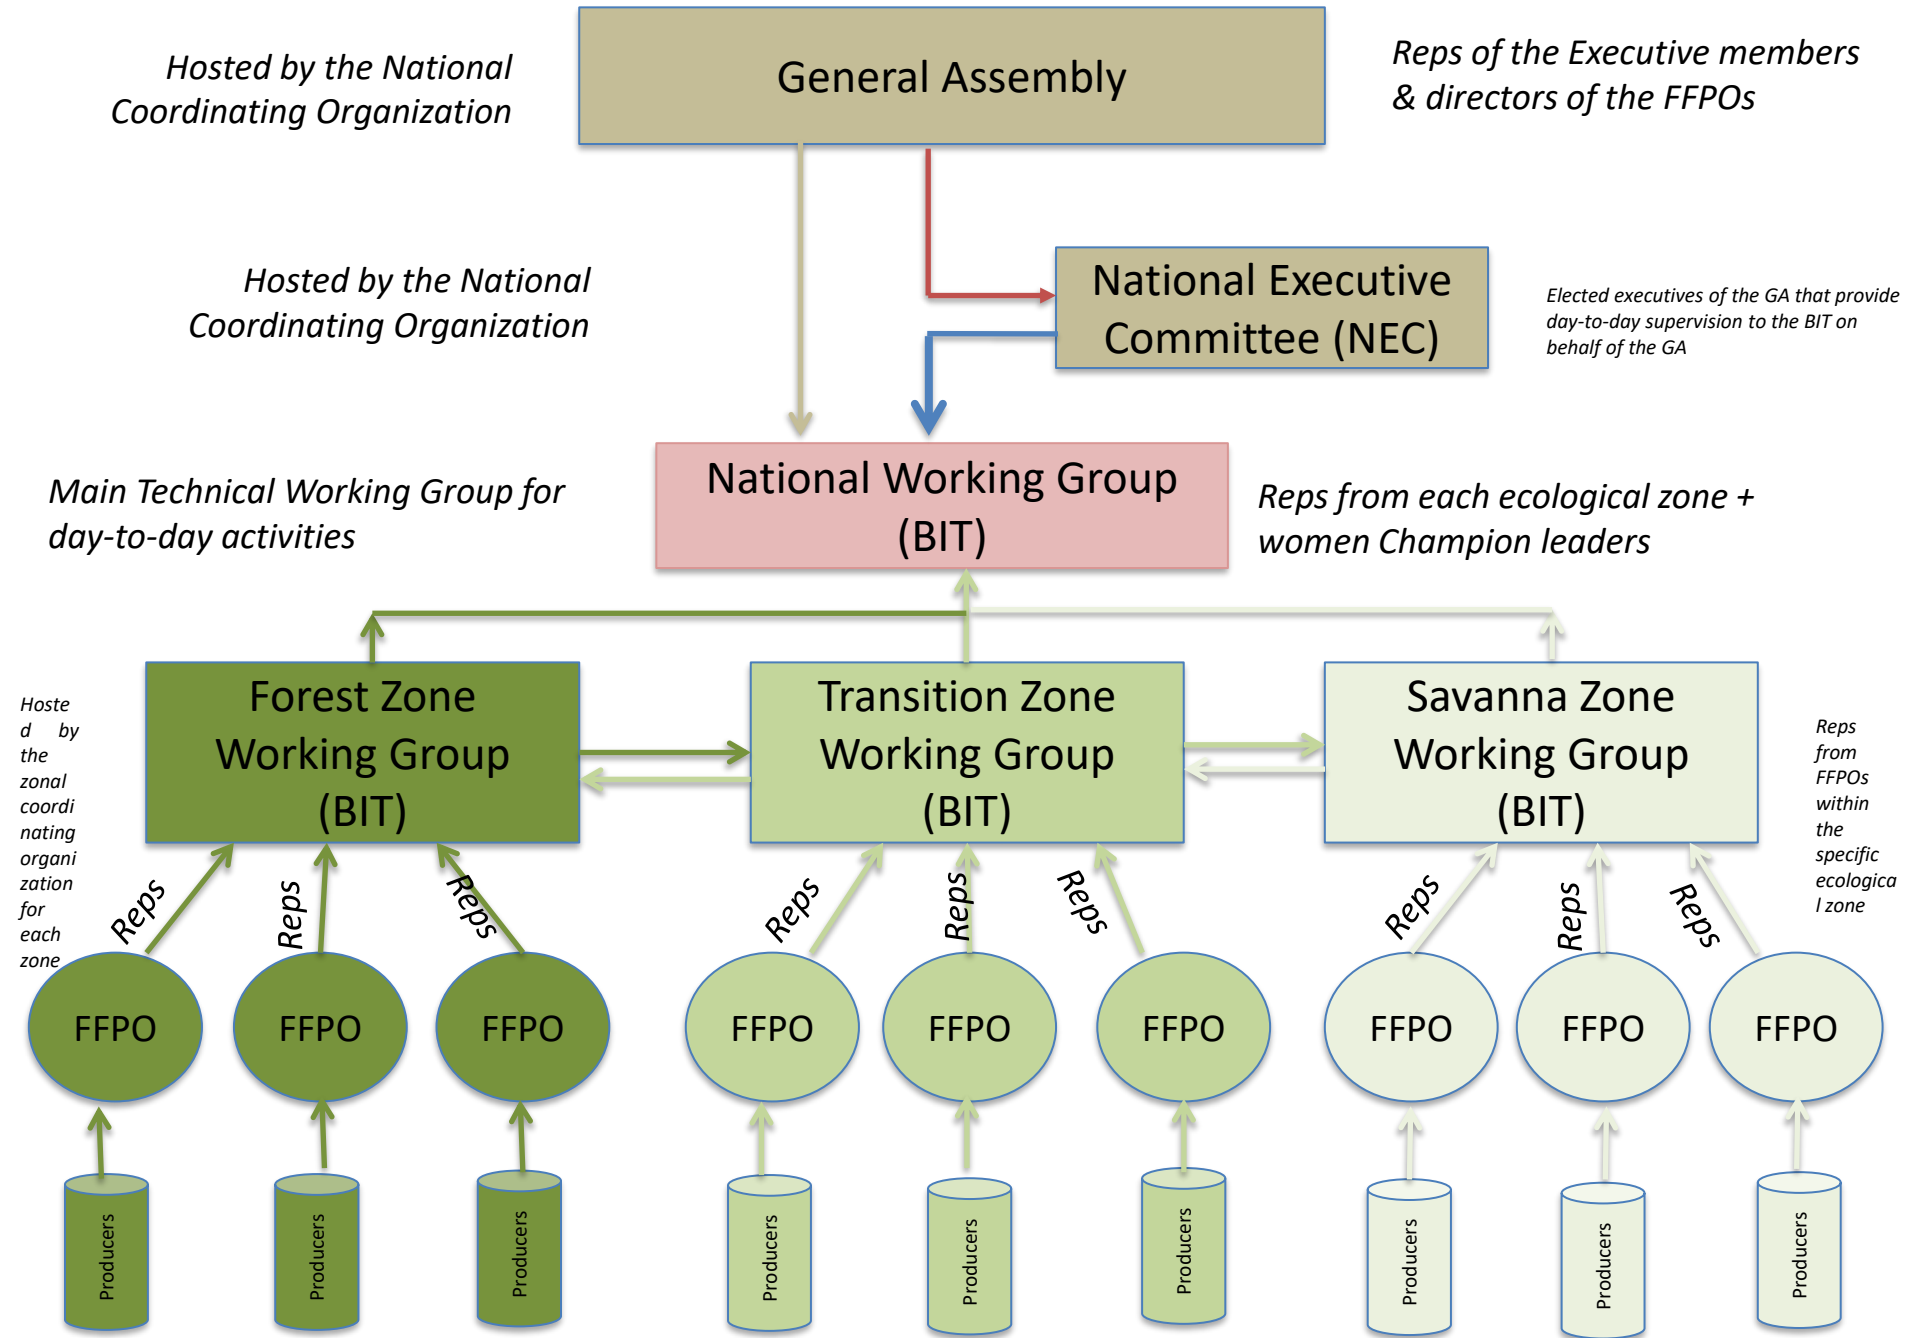 Hosted by the National
Coordinating Organization
General Assembly
Reps of the Executive members
& directors of the FFPOs
Hosted by the National
Coordinating Organization
National Executive
Committee (NEC)
Elected executives of the GA that provide
day-to-day supervision to the BIT on
behalf of the GA
Main Technical Working Group for
day-to-day activities
National Working Group
(BIT)
Reps from each ecological zone +
women Champion leaders
Hoste
d by
the
zonal
coordi
nating
organi
zation
for
each
zone
Forest Zone
Working Group
(BIT)
Transition Zone
Working Group
(BIT)
Savanna Zone
Working Group
(BIT)
Reps
from
FFPOs
within
the
specific
ecologica
l zone
Reps
Reps
Reps
Reps
Reps
Reps
Reps
Reps
Reps
FFPO
FFPO
FFPO
FFPO
FFPO
FFPO
FFPO
FFPO
FFPO
Producers
Producers
Producers
Producers
Producers
Producers
Producers
Producers
Producers